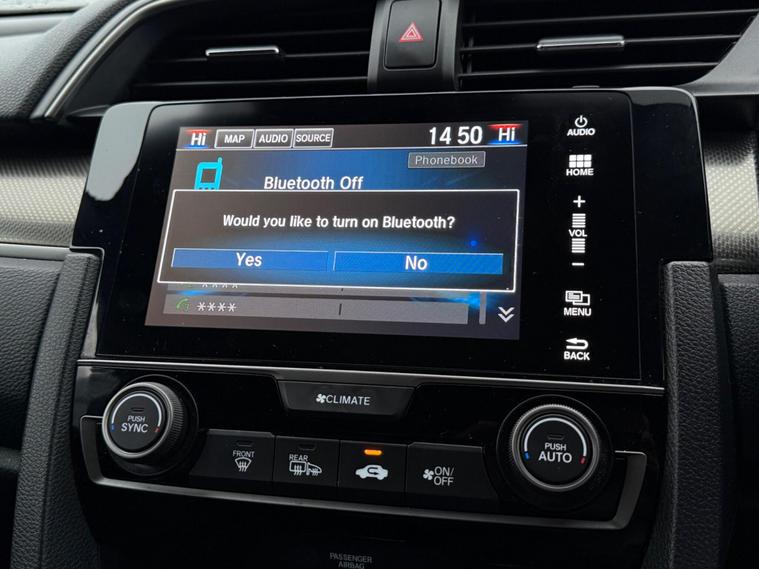 Hi MAP AUDIO SOURCE 14 50 Hi
Phonebook
Bluetooth Off
Would you like to turn on Bluetooth?
Yes No
****
****
AUDIO
HOME
+
VOL
−
MENU
BACK
CLIMATE
PUSH
SYNC
FRONT
REAR
ON/
OFF
PUSH
AUTO
PASSENGER
AIRBAG